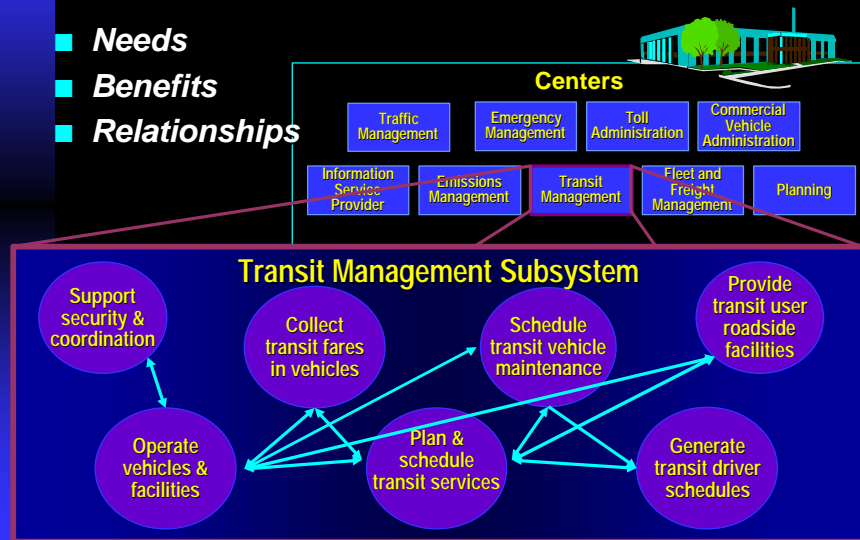 Needs
Benefits
Relationships
Centers
Traffic
Management
Emergency
Management
Toll
Administration
Commercial
Vehicle
Administration
Information
Service
Provider
Emissions
Management
Transit
Management
Fleet and
Freight
Management
Planning
Transit Management Subsystem
Support
security &
coordination
Collect
transit fares
in vehicles
Schedule
transit vehicle
maintenance
Provide
transit user
roadside
facilities
Operate
vehicles &
facilities
Plan &
schedule
transit services
Generate
transit driver
schedules